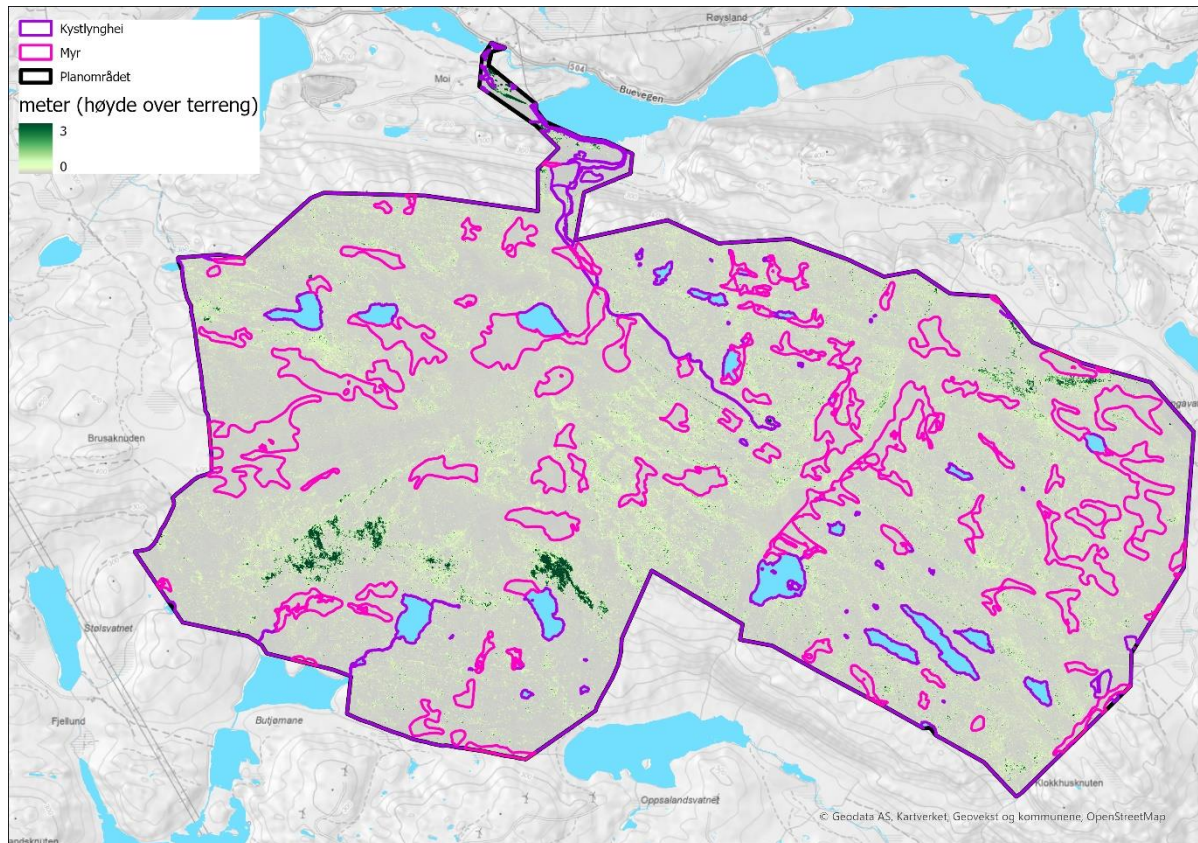 Kystlynghei
Myr
Planområdet
meter (høyde over terreng)
3
0
Røysland
Moi
504
Buevegen
Brusaknuden
Stølsvatnet
Fjellund
Butjørnane
Oppsalandsvatnet
Klokkhusknuten
© Geodata AS, Kartverket, Geovekst og kommunene, OpenStreetMap